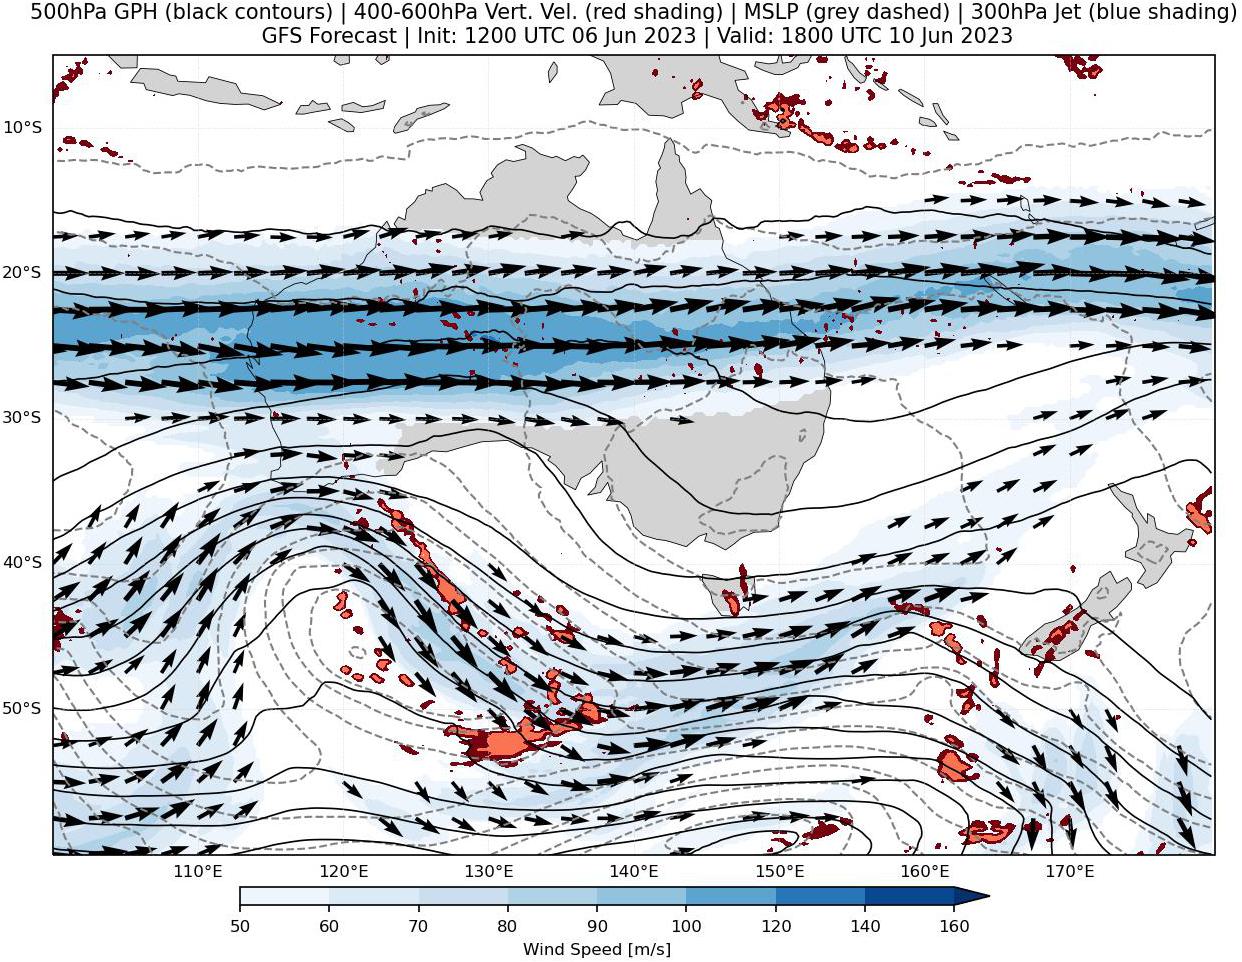 500hPa GPH (black contours) | 400-600hPa Vert. Vel. (red shading) | MSLP (grey dashed) | 300hPa Jet (blue shading)
GFS Forecast | Init: 1200 UTC 06 Jun 2023 | Valid: 1800 UTC 10 Jun 2023
10°S
20°S
30°S
40°S
50°S
110°E 120°E 130°E 140°E 150°E 160°E 170°E
50 60 70 80 90 100 120 140 160
Wind Speed [m/s]